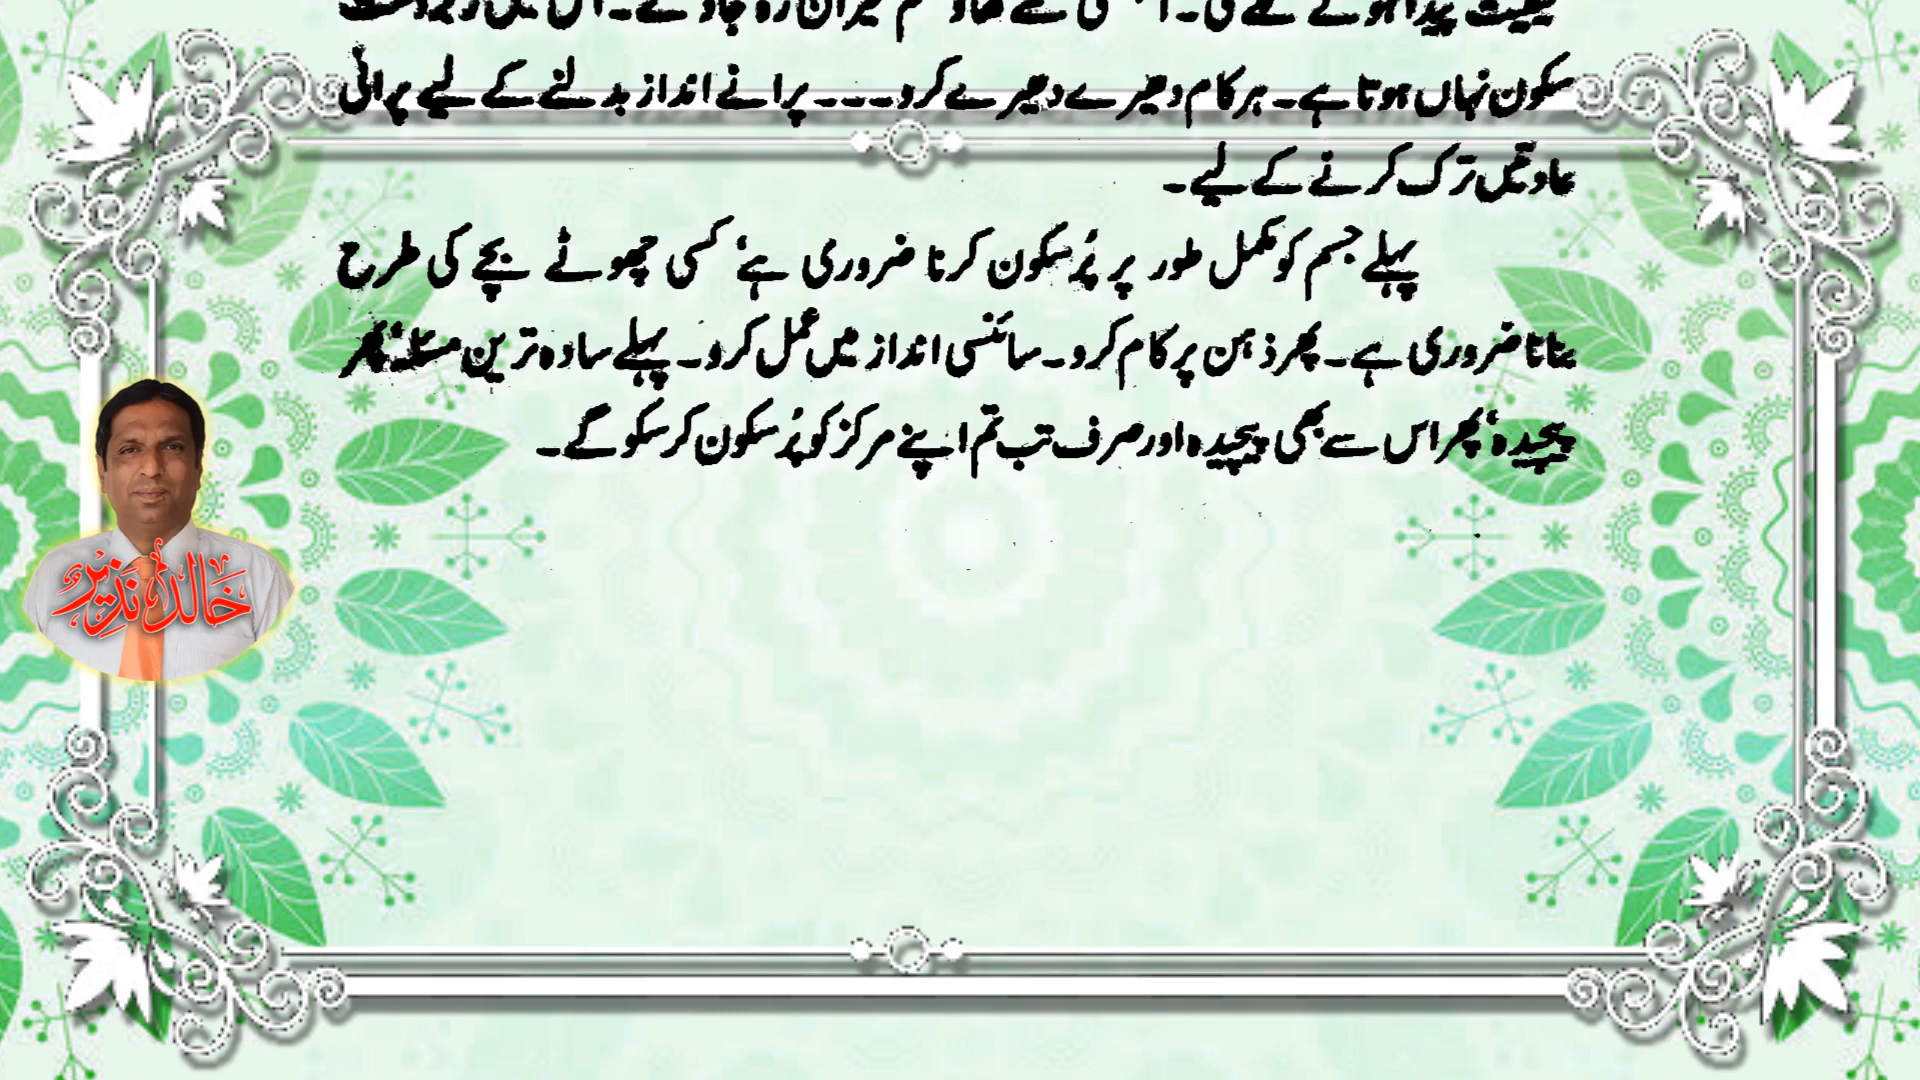 سکون نہاں ہوتا ہے۔ ہر کام دھیرے دھیرے کرو۔۔۔ پرانے انداز بدلنے کے لیے پرانی
عادتیں ترک کرنے کے لیے۔
پہلے جسم کو مکمل طور پر پُرسکون کرنا ضروری ہے، کسی چھوٹے بچے کی طرح
بنانا ضروری ہے۔ پھر ذہن پر کام کرو۔ سائنسی انداز میں عمل کرو۔ پہلے سادہ ترین مسئلہ، پھر
پیچیدہ، پھر اس سے بھی پیچیدہ اور صرف تب تم اپنے مرکز کو پُرسکون کر سکو گے۔
خالد نذیر